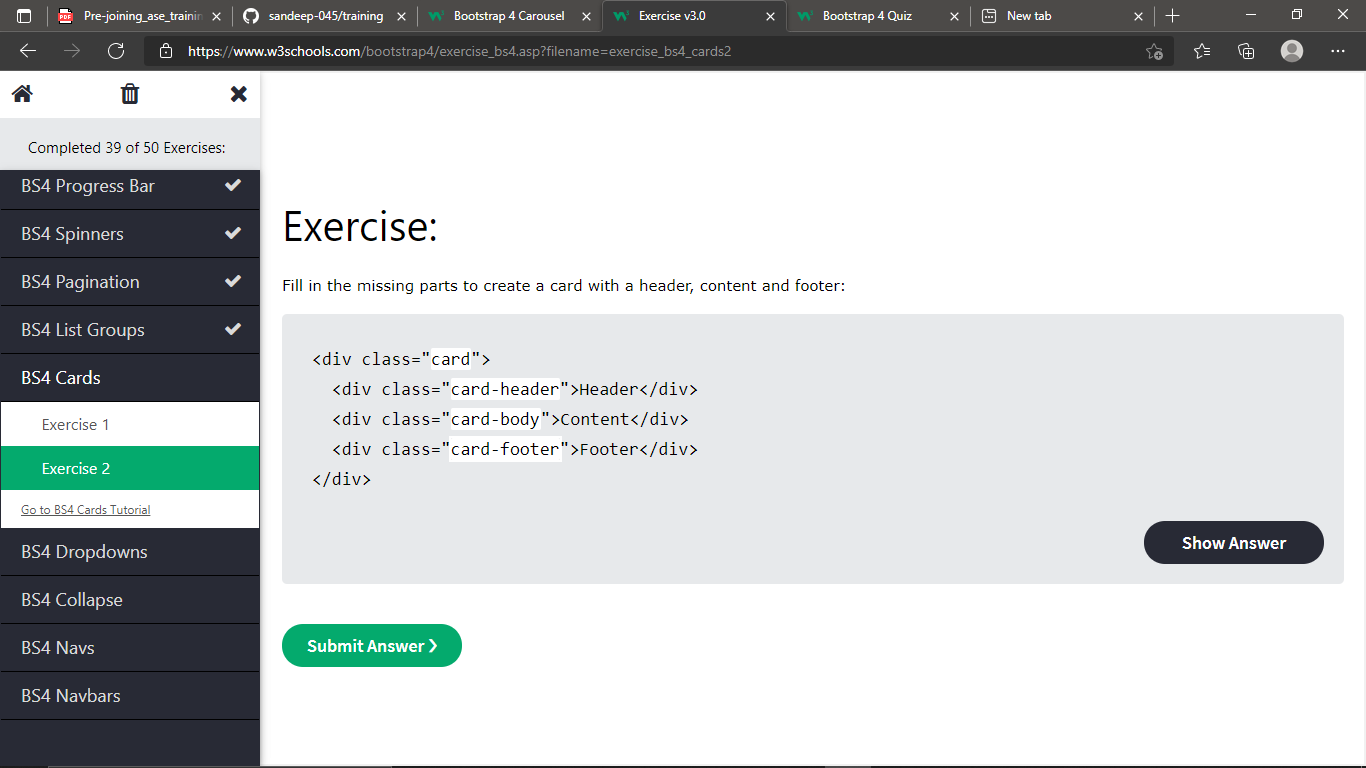 Pre-joining_ase_trainin
sandeep-045/training
Bootstrap 4 Carousel
Exercise v3.0
Bootstrap 4 Quiz
New tab
https://www.w3schools.com/bootstrap4/exercise_bs4.asp?filename=exercise_bs4_cards2
Completed 39 of 50 Exercises:
BS4 Progress Bar
BS4 Spinners
BS4 Pagination
BS4 List Groups
BS4 Cards
Exercise 1
Exercise 2
Go to BS4 Cards Tutorial
BS4 Dropdowns
BS4 Collapse
BS4 Navs
BS4 Navbars
Exercise:
Fill in the missing parts to create a card with a header, content and footer:
<div class="card">
<div class="card-header">Header</div>
<div class="card-body">Content</div>
<div class="card-footer">Footer</div>
</div>
Show Answer
Submit Answer ❯